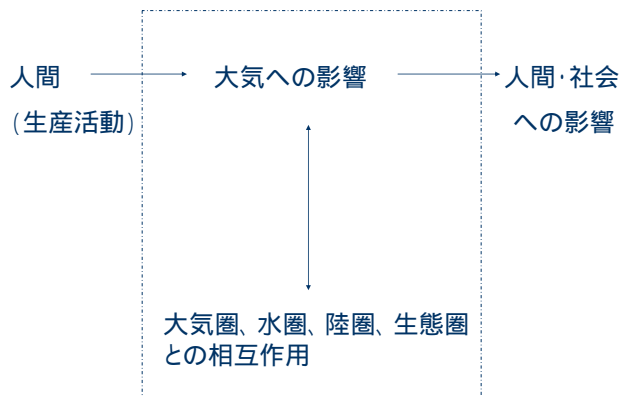 人間
(生産活動)
大気への影響
人間・社会
への影響
大気圏、水圏、陸圏、生態圏
との相互作用